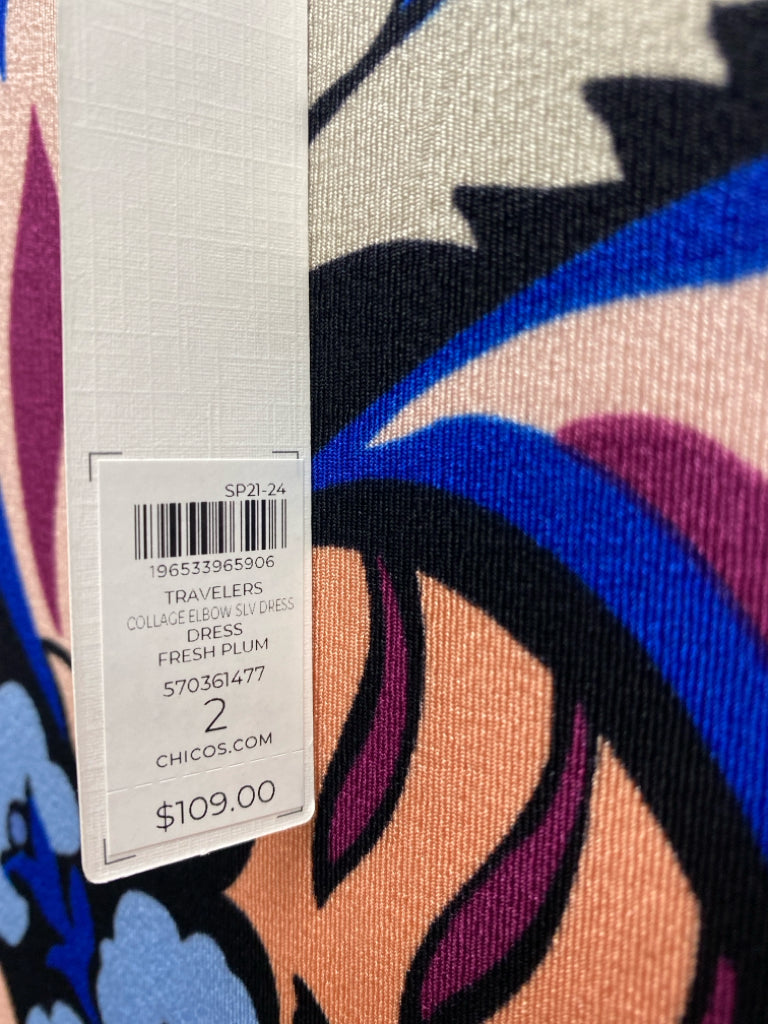 SP21-24
196533965906
TRAVELERS
COLLAGE ELBOW SLV DRESS
DRESS
FRESH PLUM
570361477
2
CHICOS.COM
$109.00